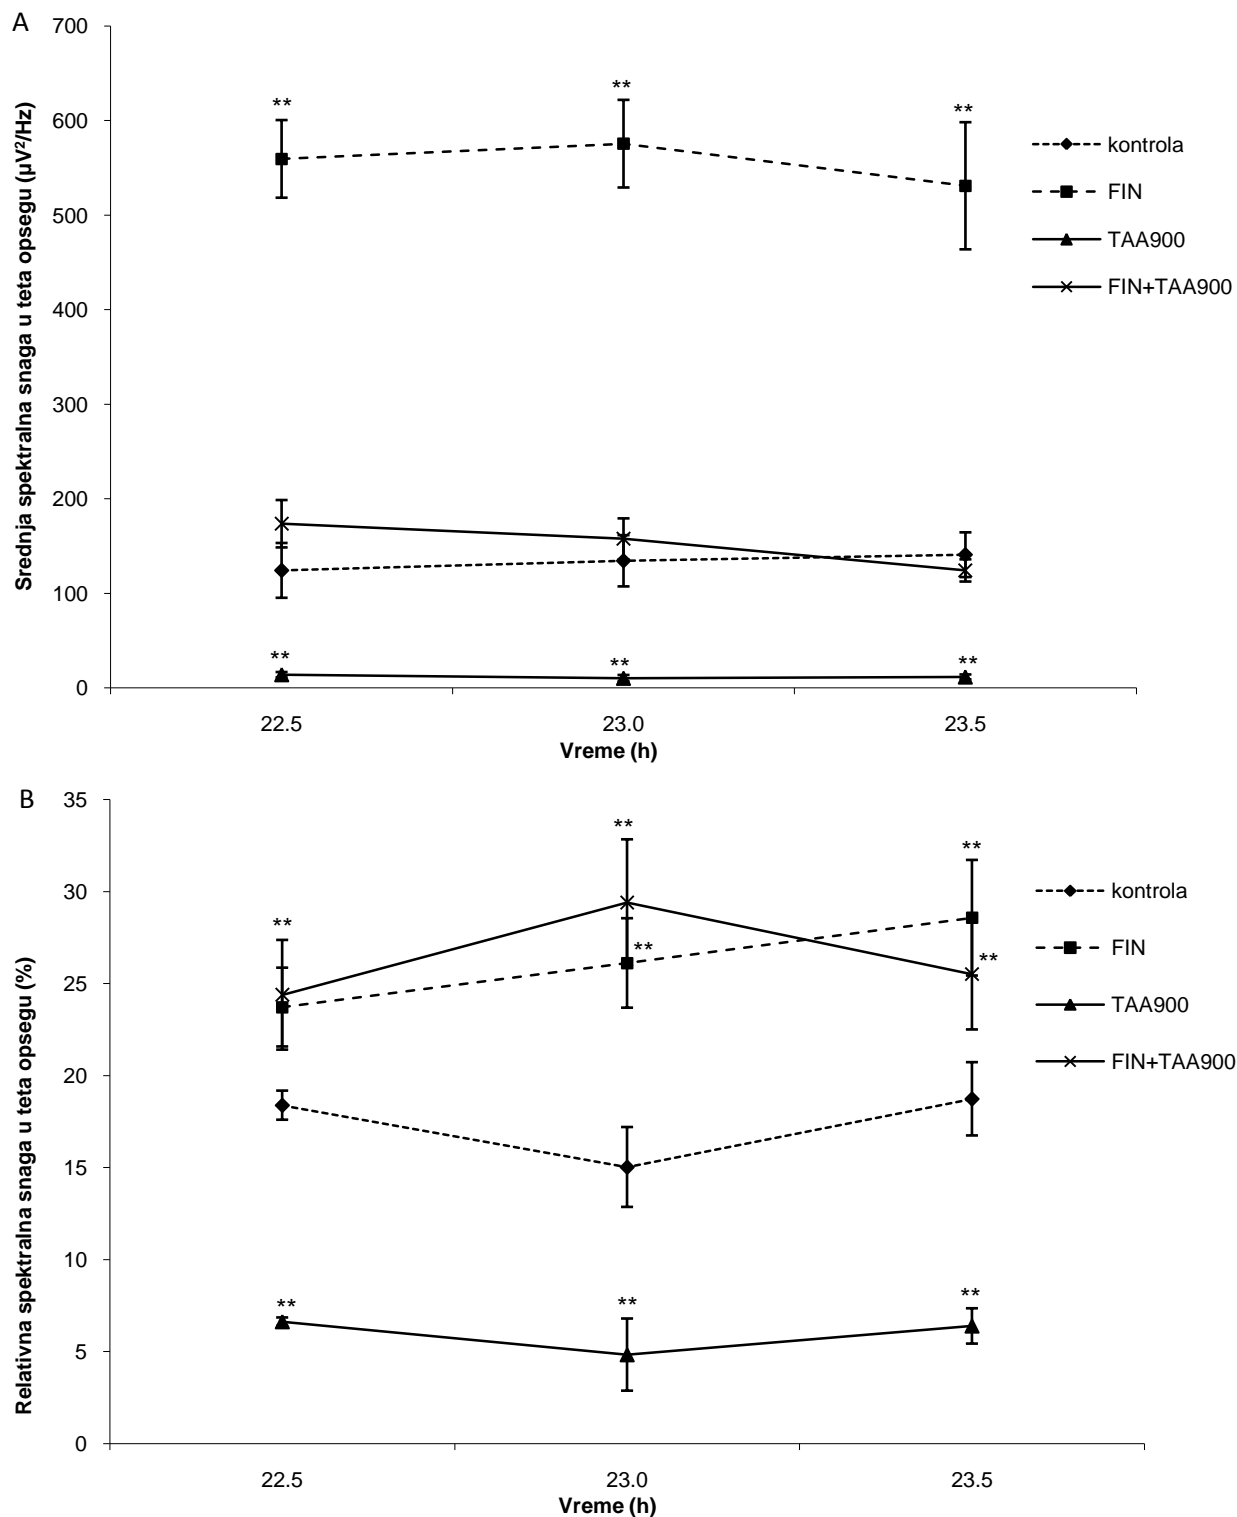 A
Srednja spektralna snaga u teta opsegu (µV²/Hz)
700
600
500
400
300
200
100
0
** ** **
** ** **
22.5 23.0 23.5
Vreme (h)
kontrola
FIN
TAA900
FIN+TAA900
B
Relativna spektralna snaga u teta opsegu (%)
35
30
25
20
15
10
5
0
** ** **
** **
** ** **
22.5 23.0 23.5
Vreme (h)
kontrola
FIN
TAA900
FIN+TAA900